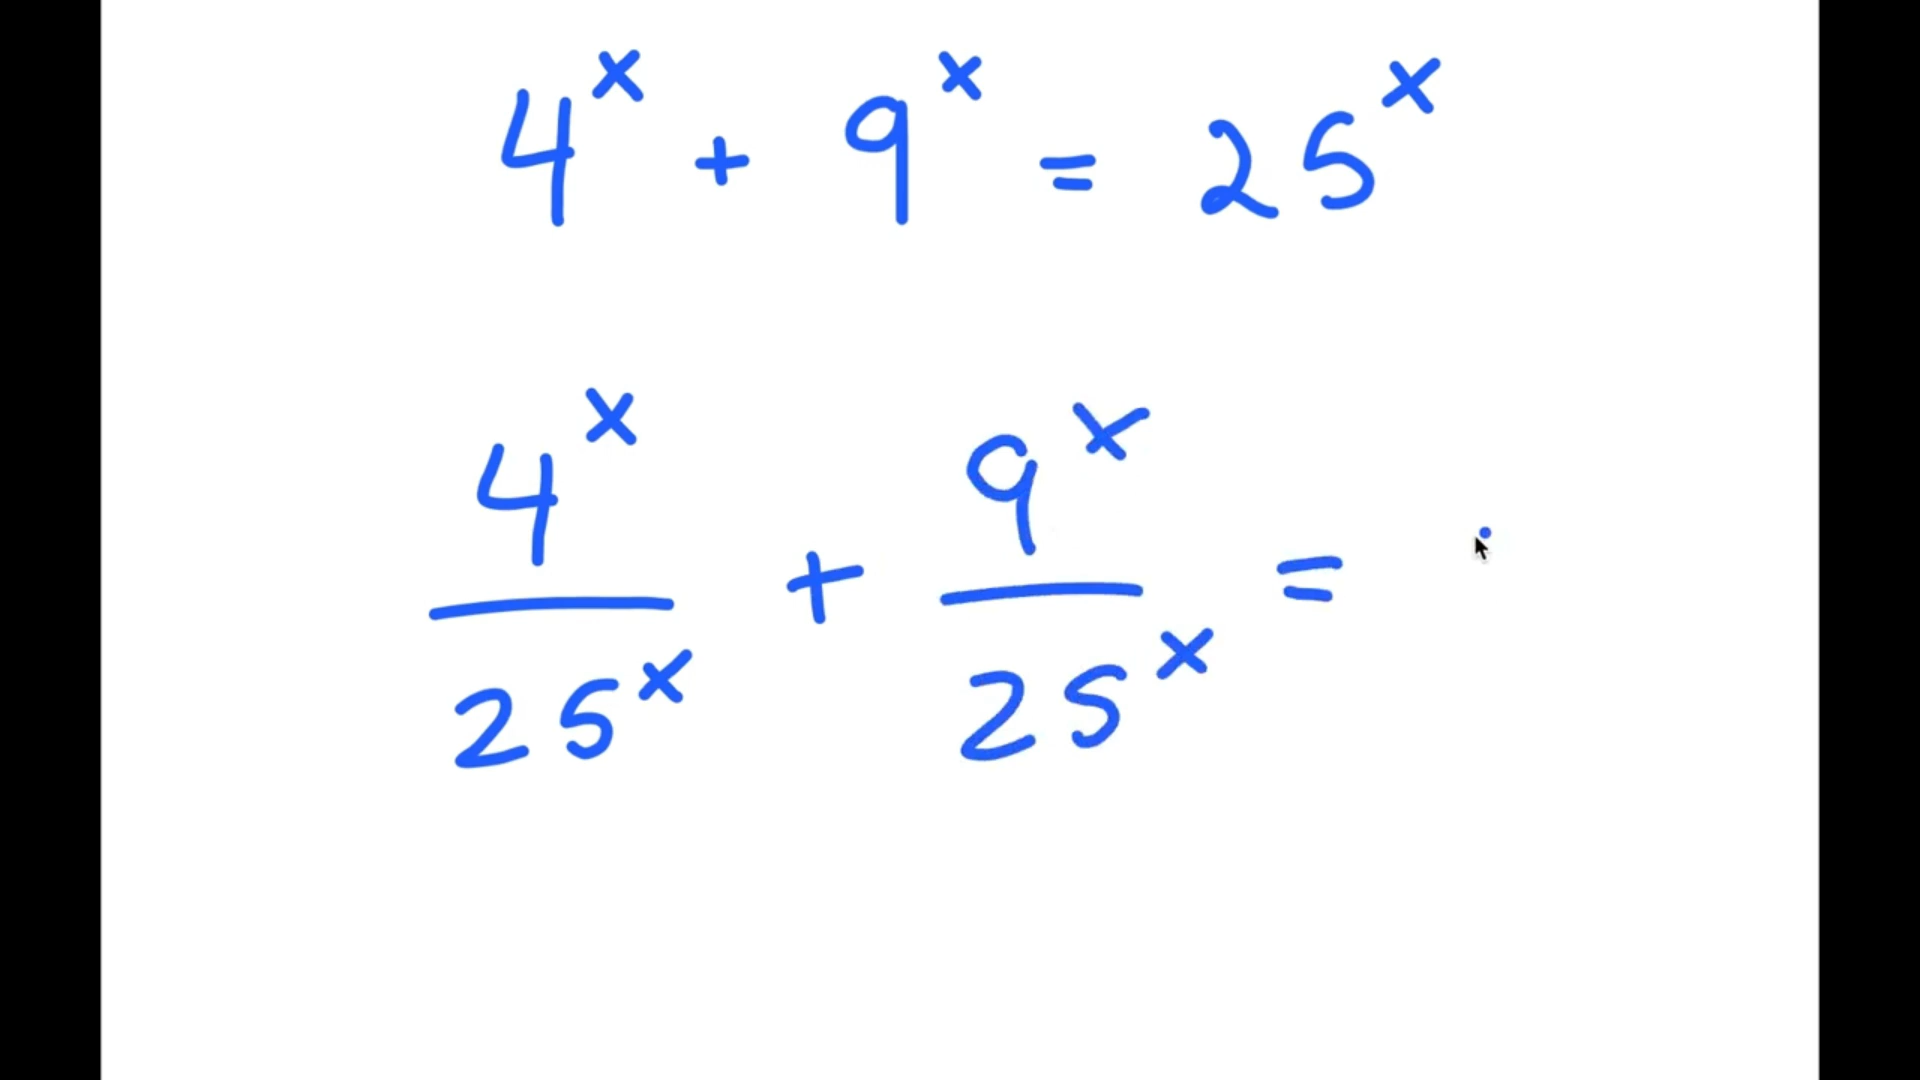 4^x + 9^x = 25^x
4^x/25^x + 9^x/25^x =